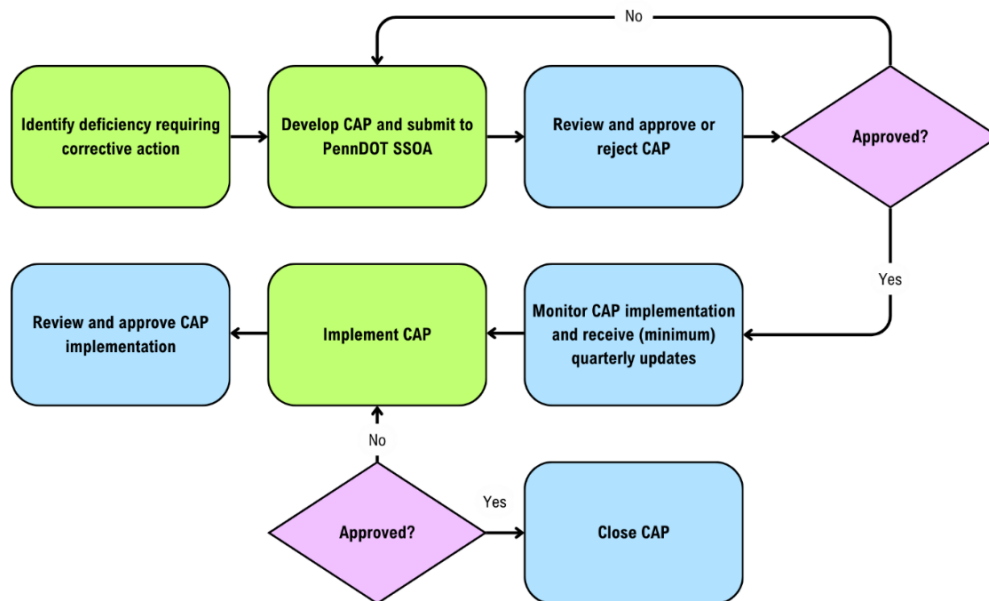 No
Identify deficiency requiring
corrective action
Develop CAP and submit to
PennDOT SSOA
Review and approve or
reject CAP
Approved?
Yes
Review and approve CAP
implementation
Implement CAP
Monitor CAP implementation
and receive (minimum)
quarterly updates
No
Approved?
Yes
Close CAP